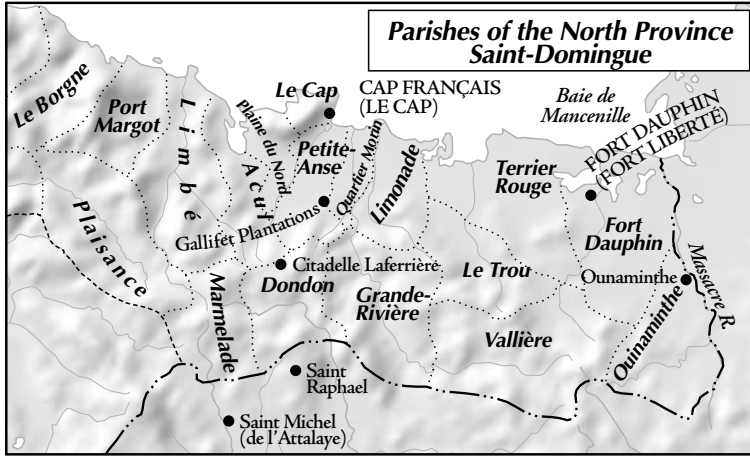 Parishes of the North Province
Saint-Domingue
Le Borgne
Port
Margot
Limbé
Plaine du Nord
Acul
Le Cap
CAP FRANÇAIS
(LE CAP)
Baie de
Mancenille
FORT DAUPHIN
(FORT LIBERTÉ)
Petite-
Anse
Quartier Morin
Limonade
Terrier
Rouge
Plaisance
Gallifet Plantations
Fort
Dauphin
Massacre R.
Citadelle Laferrière
Dondon
Marmelade
Grande-
Rivière
Le Trou
Ounaminthe
Vallière
Ouinaminthe
Saint
Raphael
Saint Michel
(de l'Attalaye)